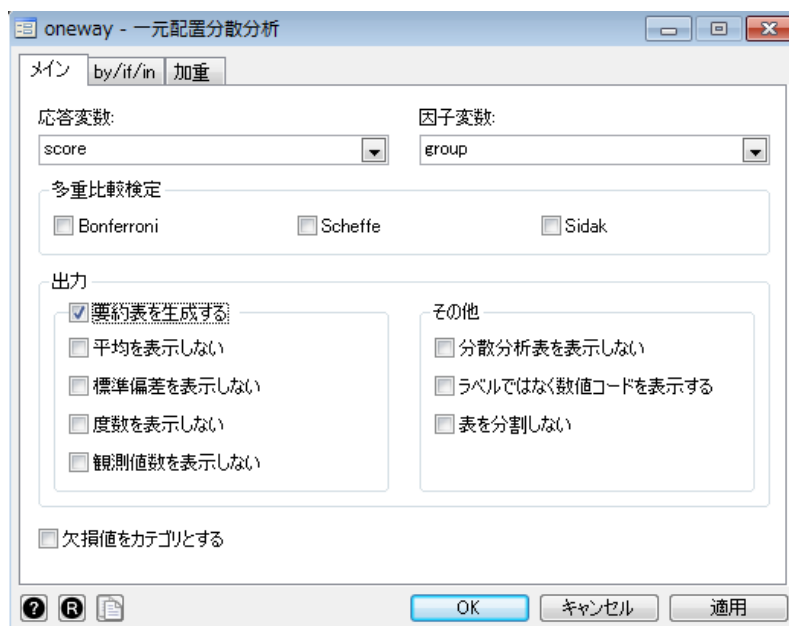 oneway - 一元配置分散分析
メイン by/if/in 加重
応答変数: 因子変数:
score group
多重比較検定
Bonferroni Scheffe Sidak
出力
要約表を生成する その他
平均を表示しない 分散分析表を表示しない
標準偏差を表示しない ラベルではなく数値コードを表示する
度数を表示しない 表を分割しない
観測値数を表示しない
欠損値をカテゴリとする
? R OK キャンセル 適用